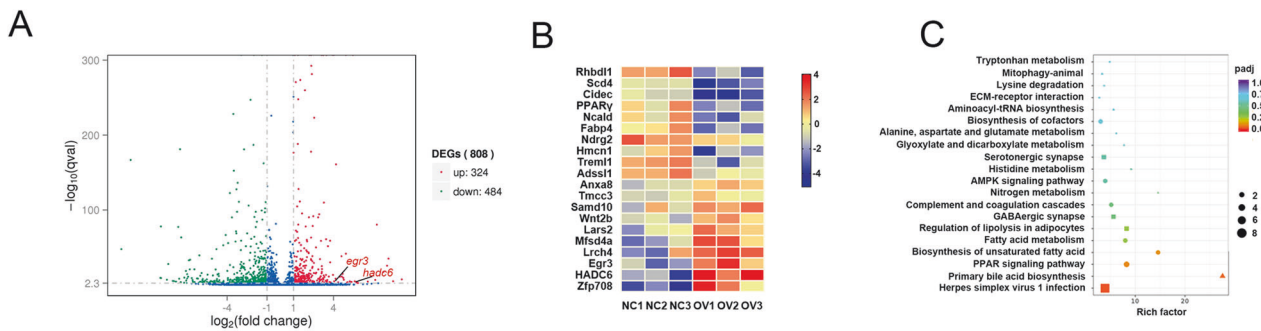 A
300
200
100
2.3
−log10(qval)
-4
-1
1
4
log2(fold change)
egr3
hadc6
DEGs ( 808 )
up: 324
down: 484
B
Rhbdl1
Scd4
Cidec
PPARγ
Ncald
Fabp4
Ndrg2
Hmcn1
Treml1
Adssl1
Anxa8
Tmcc3
Samd10
Wnt2b
Lars2
Mfsd4a
Lrch4
Egr3
HADC6
Zfp708
NC1 NC2 NC3 OV1 OV2 OV3
4
2
0
-2
-4
C
Tryptonhan metabolism
Mitophagy-animal
Lysine degradation
ECM-receptor interaction
Aminoacyl-tRNA biosynthesis
Biosynthesis of cofactors
Alanine, aspartate and glutamate metabolism
Glyoxylate and dicarboxylate metabolism
Serotonergic synapse
Histidine metabolism
AMPK signaling pathway
Nitrogen metabolism
Complement and coagulation cascades
GABAergic synapse
Regulation of lipolysis in adipocytes
Fatty acid metabolism
Biosynthesis of unsaturated fatty acid
PPAR signaling pathway
Primary bile acid biosynthesis
Herpes simplex virus 1 infection
10
20
Rich factor
padj
2
4
6
8